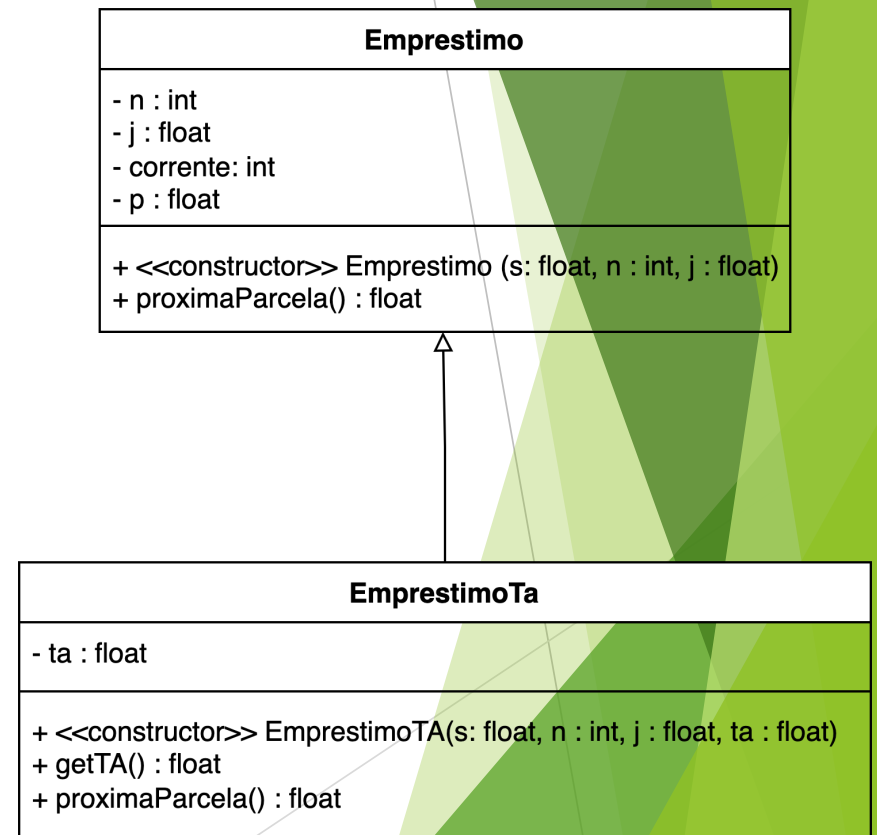 Emprestimo
- n : int
- j : float
- corrente: int
- p : float
+ <<constructor>> Emprestimo (s: float, n : int, j : float)
+ proximaParcela() : float
EmprestimoTa
- ta : float
+ <<constructor>> EmprestimoTA(s: float, n : int, j : float, ta : float)
+ getTA() : float
+ proximaParcela() : float